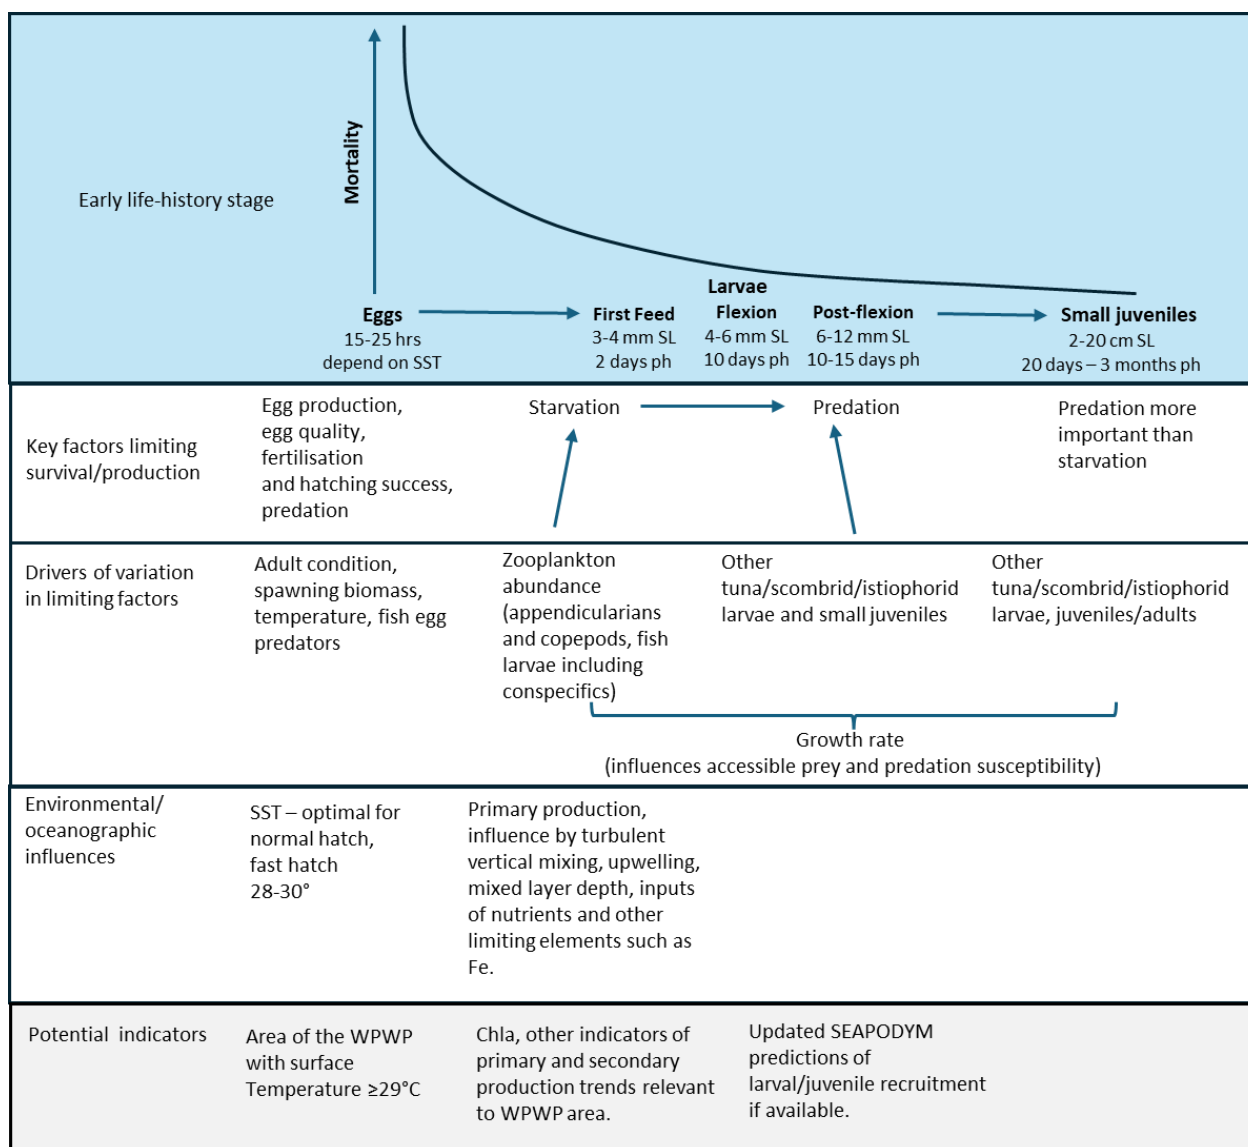 Mortality
Early life-history stage
Eggs
15-25 hrs
depend on SST
First Feed
3-4 mm SL
2 days ph
Larvae
Flexion
4-6 mm SL
10 days ph
Post-flexion
6-12 mm SL
10-15 days ph
Small juveniles
2-20 cm SL
20 days – 3 months ph
Key factors limiting
survival/production
Egg production,
egg quality,
fertilisation
and hatching success,
predation
Starvation
Predation
Predation more
important than
starvation
Drivers of variation
in limiting factors
Adult condition,
spawning biomass,
temperature, fish egg
predators
Zooplankton
abundance
(appendicularians
and copepods, fish
larvae including
conspecifics)
Other
tuna/scombrid/istiophorid
larvae and small juveniles
Other
tuna/scombrid/istiophorid
larvae, juveniles/adults
Growth rate
(influences accessible prey and predation susceptibility)
Environmental/
oceanographic
influences
SST – optimal for
normal hatch,
fast hatch
28-30°
Primary production,
influence by turbulent
vertical mixing, upwelling,
mixed layer depth, inputs
of nutrients and other
limiting elements such as
Fe.
Potential indicators
Area of the WPWP
with surface
Temperature ≥29°C
Chla, other indicators of
primary and secondary
production trends relevant
to WPWP area.
Updated SEAPODYM
predictions of
larval/juvenile recruitment
if available.